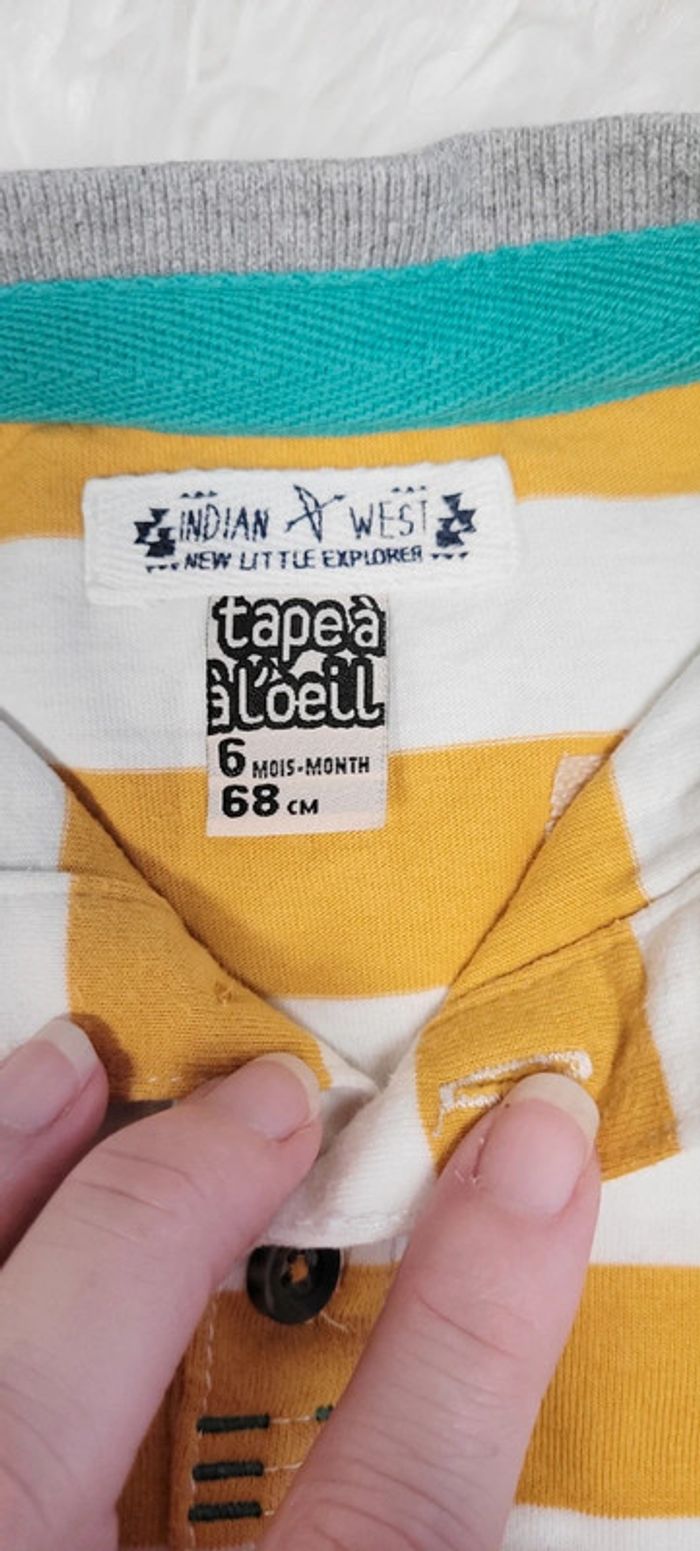 INDIAN WEST
NEW LITTLE EXPLORER
tape à
à l'oeil
6 MOIS-MONTH
68 CM